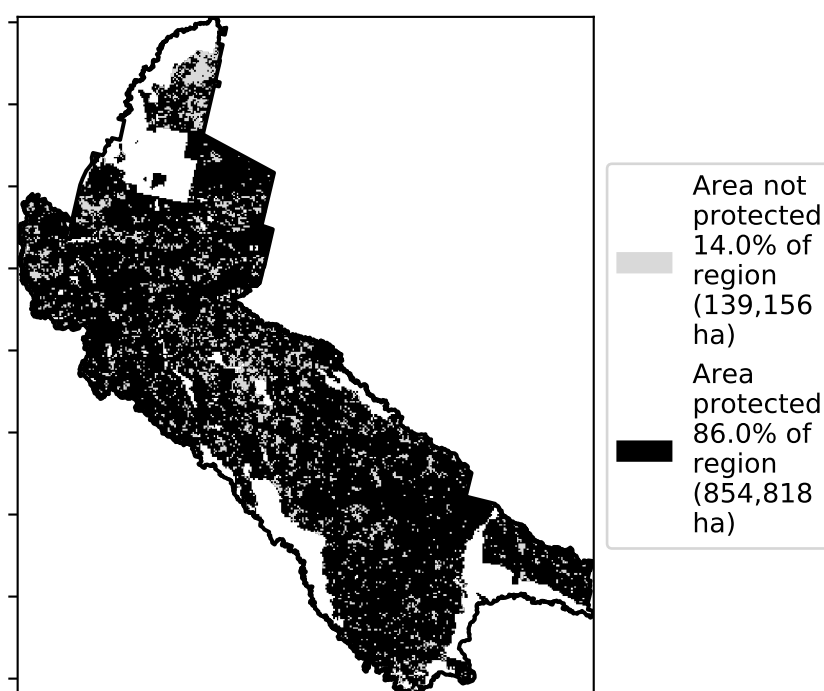 Area not
protected
14.0% of
region
(139,156
ha)
Area
protected
86.0% of
region
(854,818
ha)